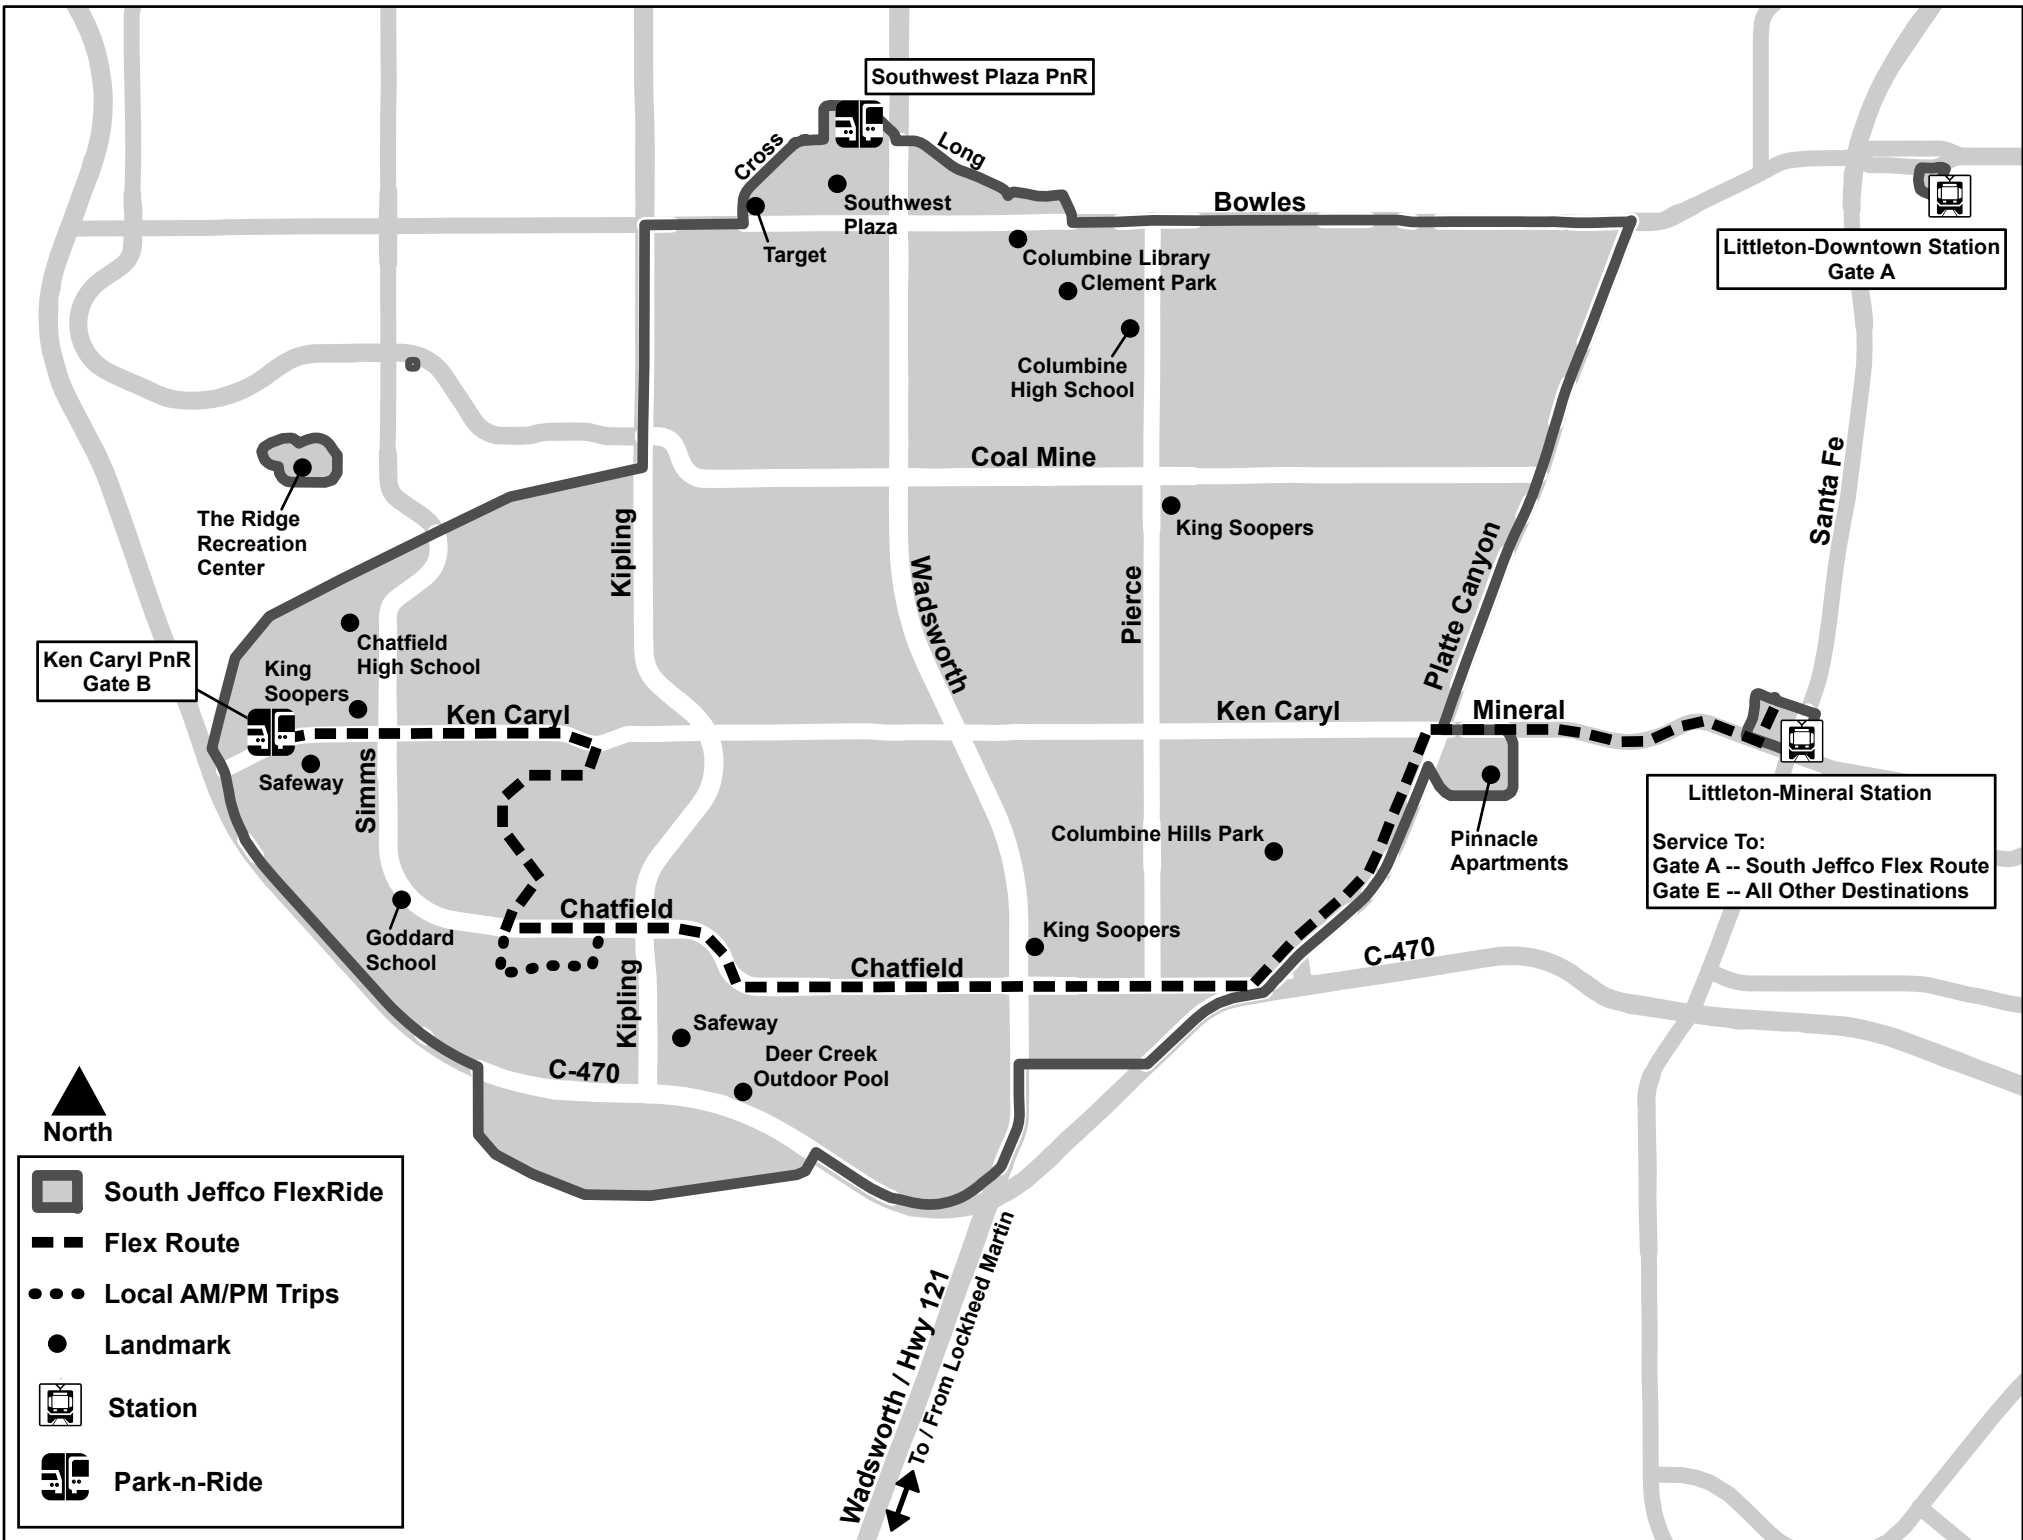 Southwest Plaza PnR
Cross
Long
Southwest
Plaza
Bowles
Target
Littleton-Downtown Station
Gate A
Columbine Library
Clement Park
Columbine
High School
Coal Mine
Santa Fe
The Ridge
Recreation
Center
Kipling
King Soopers
Platte Canyon
Wadsworth
Pierce
Chatfield
High School
Ken Caryl PnR
Gate B
King
Soopers
Ken Caryl
Ken Caryl
Mineral
Safeway
Simms
Littleton-Mineral Station
Service To:
Gate A -- South Jeffco Flex Route
Gate E -- All Other Destinations
Columbine Hills Park
Pinnacle
Apartments
Chatfield
Goddard
School
King Soopers
C-470
Chatfield
Kipling
Safeway
Deer Creek
Outdoor Pool
C-470
North
South Jeffco FlexRide
Flex Route
Local AM/PM Trips
Landmark
Station
Park-n-Ride
Wadsworth / Hwy 121
To / From Lockheed Martin